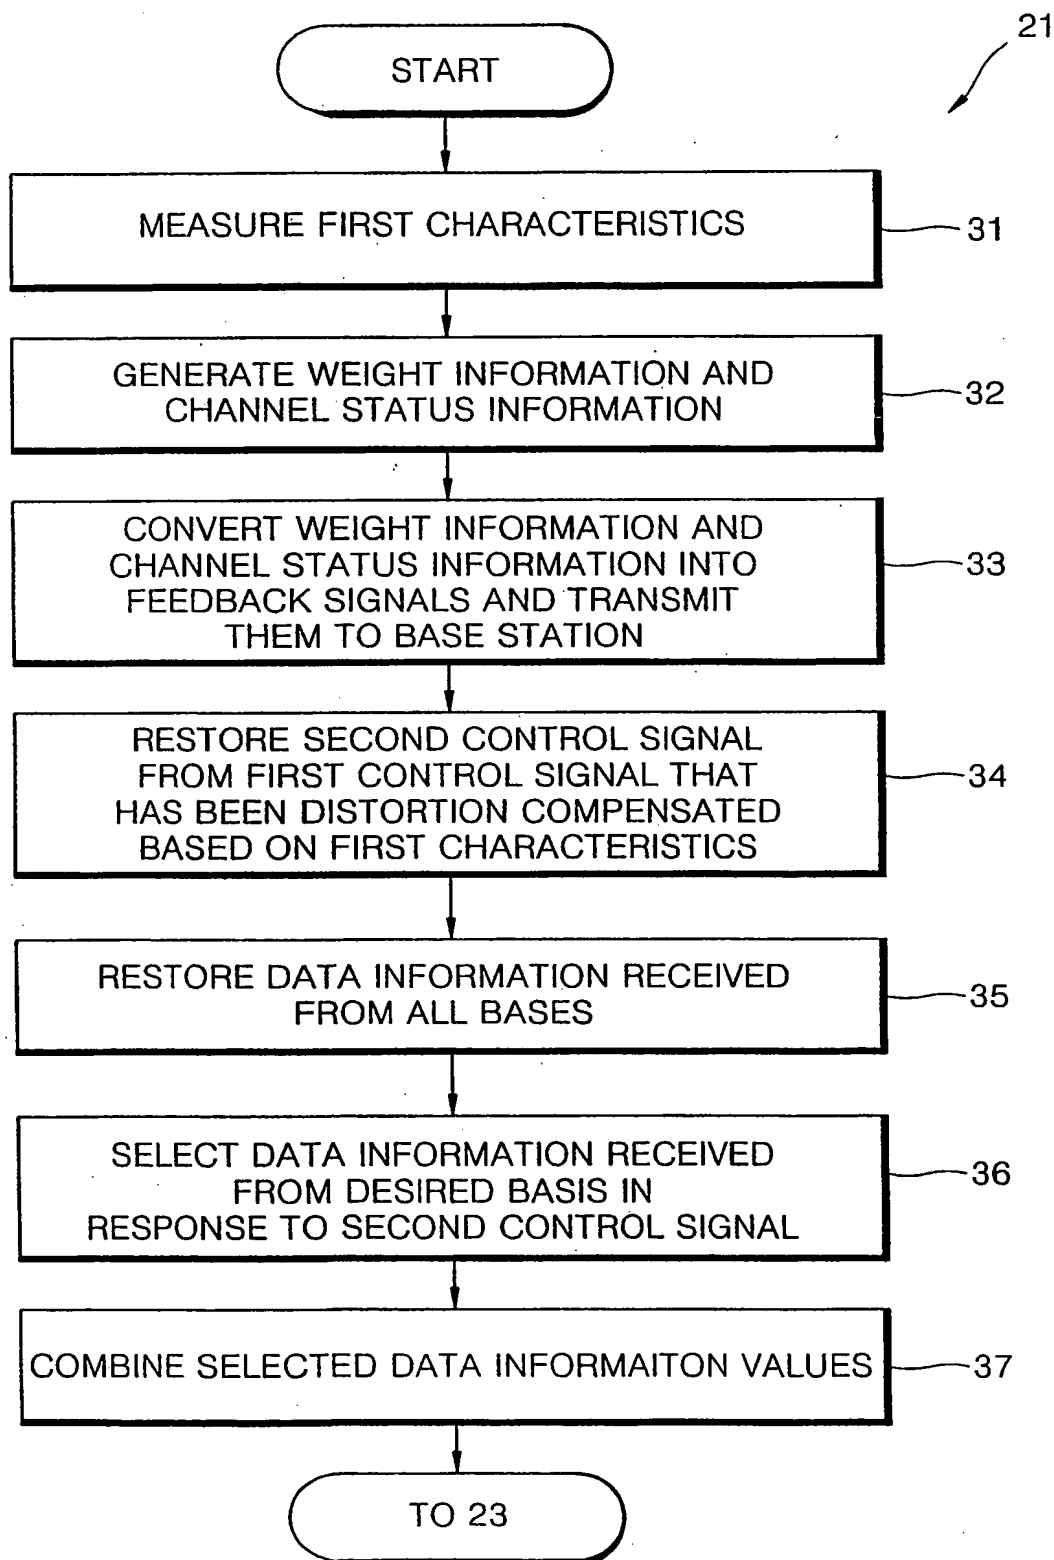 21
START
MEASURE FIRST CHARACTERISTICS
31
GENERATE WEIGHT INFORMATION AND
CHANNEL STATUS INFORMATION
32
CONVERT WEIGHT INFORMATION AND
CHANNEL STATUS INFORMATION INTO
FEEDBACK SIGNALS AND TRANSMIT
THEM TO BASE STATION
33
RESTORE SECOND CONTROL SIGNAL
FROM FIRST CONTROL SIGNAL THAT
HAS BEEN DISTORTION COMPENSATED
BASED ON FIRST CHARACTERISTICS
34
RESTORE DATA INFORMATION RECEIVED
FROM ALL BASES
35
SELECT DATA INFORMATION RECEIVED
FROM DESIRED BASIS IN
RESPONSE TO SECOND CONTROL SIGNAL
36
COMBINE SELECTED DATA INFORMAITON VALUES
37
TO 23